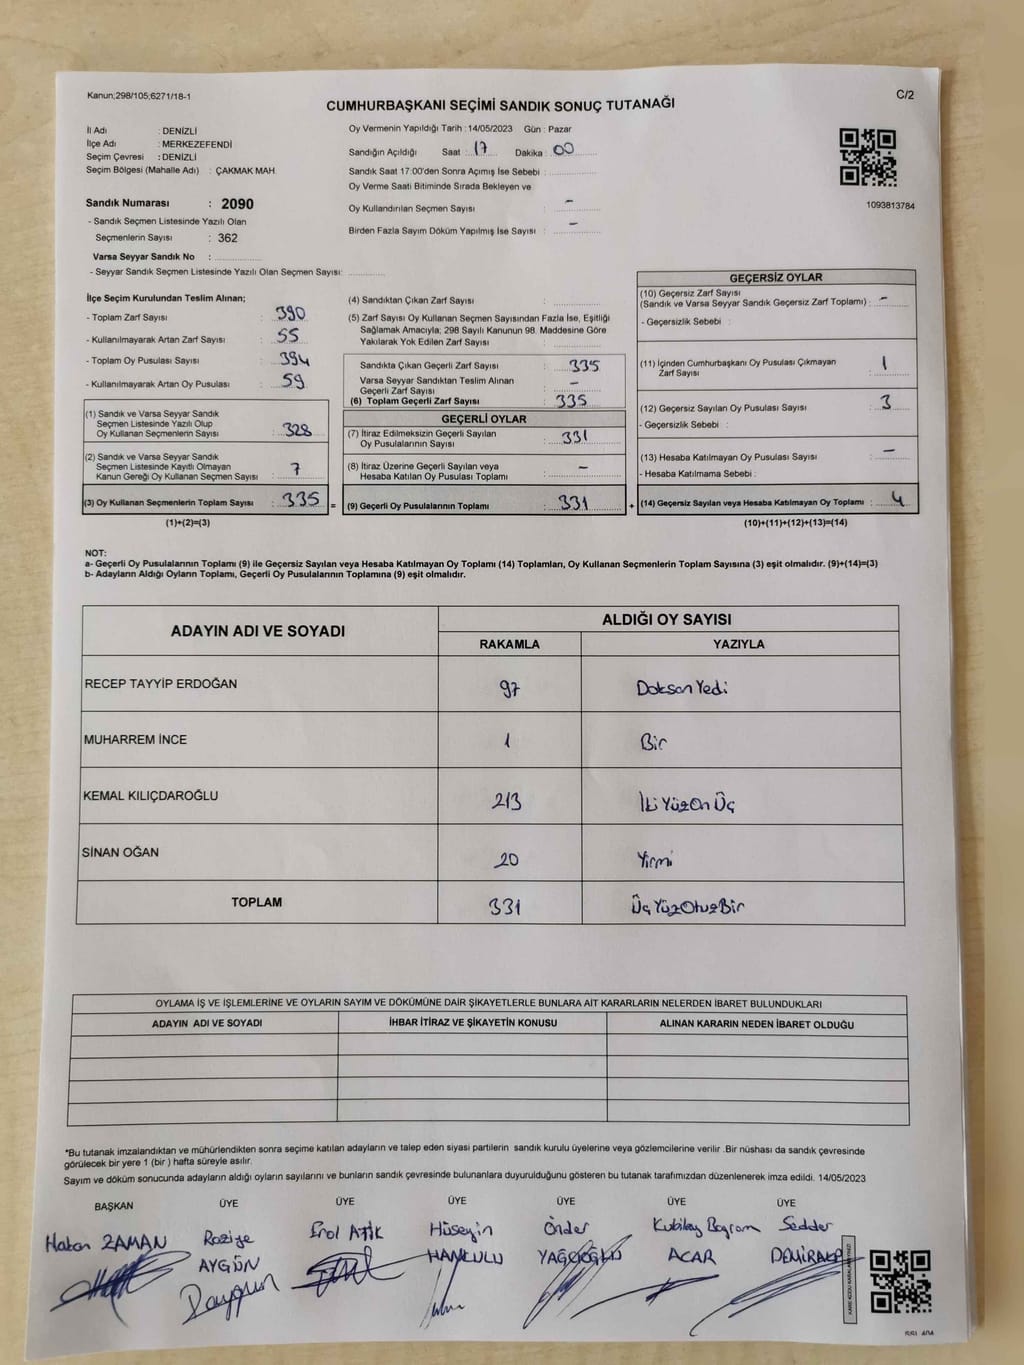 Kanun;298/105;6271/18-1
C/2
CUMHURBAŞKANI SEÇİMİ SANDIK SONUÇ TUTANAĞI
İl Adı : DENİZLİ
İlçe Adı : MERKEZEFENDİ
Seçim Çevresi : DENİZLİ
Seçim Bölgesi (Mahalle Adı) : ÇAKMAK MAH.
Sandık Numarası : 2090
- Sandık Seçmen Listesinde Yazılı Olan
Seçmenlerin Sayısı : 362
Varsa Seyyar Sandık No :
- Seyyar Sandık Seçmen Listesinde Yazılı Olan Seçmen Sayısı:
Oy Vermenin Yapıldığı Tarih : 14/05/2023 Gün : Pazar
Sandığın Açıldığı Saat : 17 Dakika : 00
Sandık Saat 17:00'den Sonra Açımış İse Sebebi :
Oy Verme Saati Bitiminde Sırada Bekleyen ve
Oy Kullandırılan Seçmen Sayısı : -
Birden Fazla Sayım Döküm Yapılmış İse Sayısı : -
1093813784
İlçe Seçim Kurulundan Teslim Alınan;
- Toplam Zarf Sayısı : 390
- Kullanılmayarak Artan Zarf Sayısı : 55
- Toplam Oy Pusulası Sayısı : 394
- Kullanılmayarak Artan Oy Pusulası : 59
(1) Sandık ve Varsa Seyyar Sandık
Seçmen Listesinde Yazılı Olup
Oy Kullanan Seçmenlerin Sayısı : 328
(2) Sandık ve Varsa Seyyar Sandık
Seçmen Listesinde Kayıtlı Olmayan
Kanun Gereği Oy Kullanan Seçmen Sayısı : 7
(3) Oy Kullanan Seçmenlerin Toplam Sayısı : 335 =
(1)+(2)=(3)
(4) Sandıktan Çıkan Zarf Sayısı :
(5) Zarf Sayısı Oy Kullanan Seçmen Sayısından Fazla İse, Eşitliği
Sağlamak Amacıyla; 298 Sayılı Kanunun 98. Maddesine Göre
Yakılarak Yok Edilen Zarf Sayısı :
Sandıkta Çıkan Geçerli Zarf Sayısı : 335
Varsa Seyyar Sandıktan Teslim Alınan
Geçerli Zarf Sayısı : -
(6) Toplam Geçerli Zarf Sayısı : 335
GEÇERLİ OYLAR
(7) İtiraz Edilmeksizin Geçerli Sayılan
Oy Pusulalarının Sayısı : 331
(8) İtiraz Üzerine Geçerli Sayılan veya
Hesaba Katılan Oy Pusulası Toplamı : -
(9) Geçerli Oy Pusulalarının Toplamı : 331 +
GEÇERSİZ OYLAR
(10) Geçersiz Zarf Sayısı
(Sandık ve Varsa Seyyar Sandık Geçersiz Zarf Toplamı) : -
- Geçersizlik Sebebi :
(11) İçinden Cumhurbaşkanı Oy Pusulası Çıkmayan
Zarf Sayısı : 1
(12) Geçersiz Sayılan Oy Pusulası Sayısı : 3
- Geçersizlik Sebebi :
(13) Hesaba Katılmayan Oy Pusulası Sayısı : -
- Hesaba Katılmama Sebebi :
(14) Geçersiz Sayılan veya Hesaba Katılmayan Oy Toplamı : 4
(10)+(11)+(12)+(13)=(14)
NOT:
a- Geçerli Oy Pusulalarının Toplamı (9) ile Geçersiz Sayılan veya Hesaba Katılmayan Oy Toplamı (14) Toplamları, Oy Kullanan Seçmenlerin Toplam Sayısına (3) eşit olmalıdır. (9)+(14)=(3)
b- Adayların Aldığı Oyların Toplamı, Geçerli Oy Pusulalarının Toplamına (9) eşit olmalıdır.
ADAYIN ADI VE SOYADI
ALDIĞI OY SAYISI
RAKAMLA YAZIYLA
RECEP TAYYİP ERDOĞAN 97 Doksan Yedi
MUHARREM İNCE 1 Bir
KEMAL KILIÇDAROĞLU 213 İki Yüz On Üç
SİNAN OĞAN 20 Yirmi
TOPLAM 331 Üç Yüz Otuz Bir
OYLAMA İŞ VE İŞLEMLERİNE VE OYLARIN SAYIM VE DÖKÜMÜNE DAİR ŞİKAYETLERLE BUNLARA AİT KARARLARIN NELERDEN İBARET BULUNDUKLARI
ADAYIN ADI VE SOYADI İHBAR İTİRAZ VE ŞİKAYETİN KONUSU ALINAN KARARIN NEDEN İBARET OLDUĞU
*Bu tutanak imzalandıktan ve mühürlendikten sonra seçime katılan adayların ve talep eden siyasi partilerin sandık kurulu üyelerine veya gözlemcilerine verilir .Bir nüshası da sandık çevresinde
görülecek bir yere 1 (bir ) hafta süreyle asılır.
Sayım ve döküm sonucunda adayların aldığı oyların sayılarını ve bunların sandık çevresinde bulunanlara duyurulduğunu gösteren bu tutanak tarafımızdan düzenlenerek imza edildi. 14/05/2023
BAŞKAN ÜYE ÜYE ÜYE ÜYE ÜYE ÜYE
Hakan ZAMAN Raziye Erol ATİK Hüseyin Önder Kubilay Bayram Sedder
AYGÜN HAMLULU YAĞCIOĞLU ACAR DEMİRALP